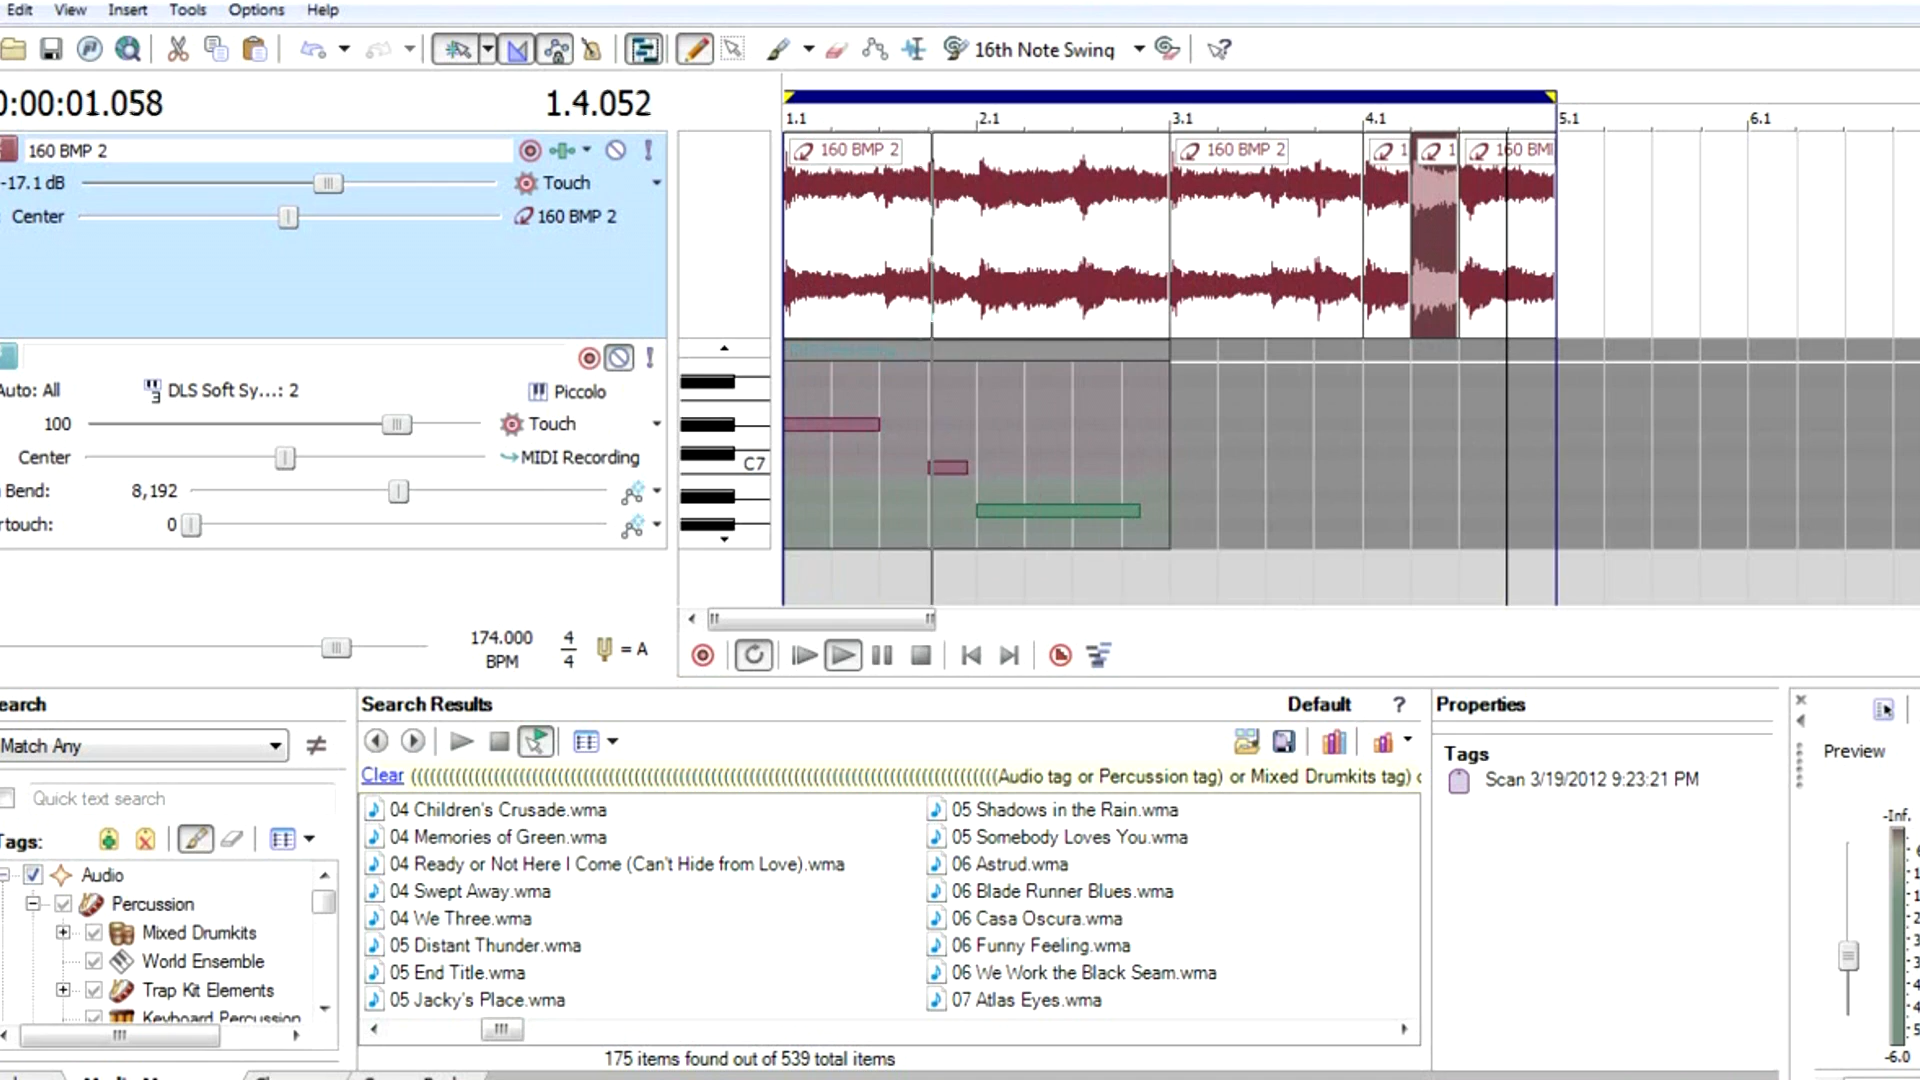 Edit View Insert Tools Options Help
16th Note Swing
0:00:01.058 1.4.052
1.1 2.1 3.1 4.1 5.1 6.1
160 BMP 2
160 BMP 2 160 BMP 2 1 1 160 BMI
-17.1 dB Touch
Center 160 BMP 2
Auto: All DLS Soft Sy...: 2 Piccolo
100 Touch
Center MIDI Recording
C7
Bend: 8,192
rtouch: 0
174.000
BPM
4
4
= A
earch
Match Any
Quick text search
Tags:
Audio
Percussion
Mixed Drumkits
World Ensemble
Trap Kit Elements
Keyboard Percussion
Search Results Default ?
Clear ((((((((((((((((((((((((((((((((((((((((((((((((((((((((((((((((((((((((((((((((((((((((((((Audio tag or Percussion tag) or Mixed Drumkits tag) o
04 Children's Crusade.wma
04 Memories of Green.wma
04 Ready or Not Here I Come (Can't Hide from Love).wma
04 Swept Away.wma
04 We Three.wma
05 Distant Thunder.wma
05 End Title.wma
05 Jacky's Place.wma
05 Shadows in the Rain.wma
05 Somebody Loves You.wma
06 Astrud.wma
06 Blade Runner Blues.wma
06 Casa Oscura.wma
06 Funny Feeling.wma
06 We Work the Black Seam.wma
07 Atlas Eyes.wma
175 items found out of 539 total items
Properties
Tags
Scan 3/19/2012 9:23:21 PM
Preview
-Inf.
-6.0